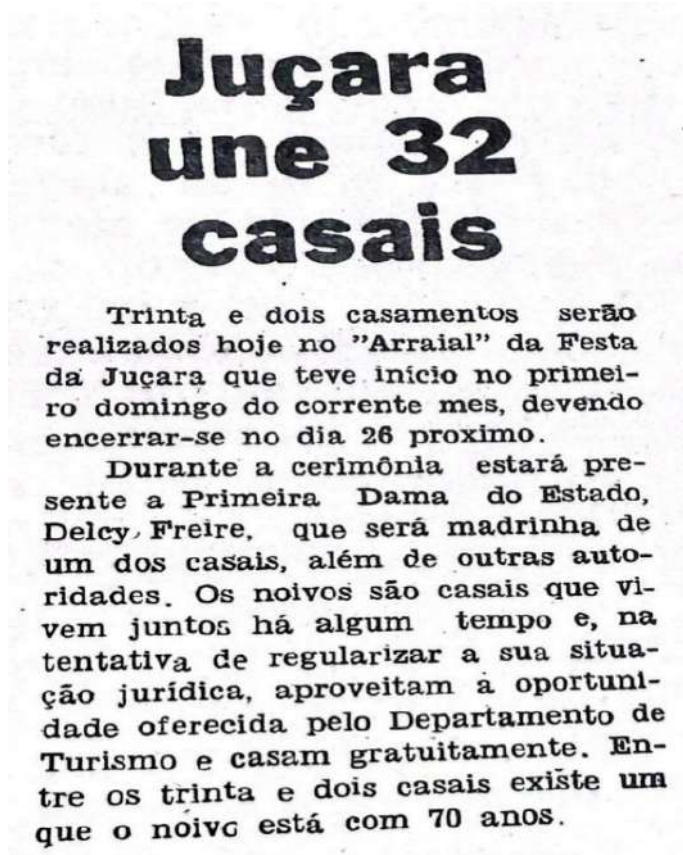 Juçara
une 32
casais
Trinta e dois casamentos serão
realizados hoje no "Arraial" da Festa
da Juçara que teve início no primei-
ro domingo do corrente mes, devendo
encerrar-se no dia 26 proximo.
Durante a cerimônia estará pre-
sente a Primeira Dama do Estado,
Delcy Freire, que será madrinha de
um dos casais, além de outras auto-
ridades. Os noivos são casais que vi-
vem juntos há algum tempo e, na
tentativa de regularizar a sua situa-
ção jurídica, aproveitam a oportuni-
dade oferecida pelo Departamento de
Turismo e casam gratuitamente. En-
tre os trinta e dois casais existe um
que o noivo está com 70 anos.